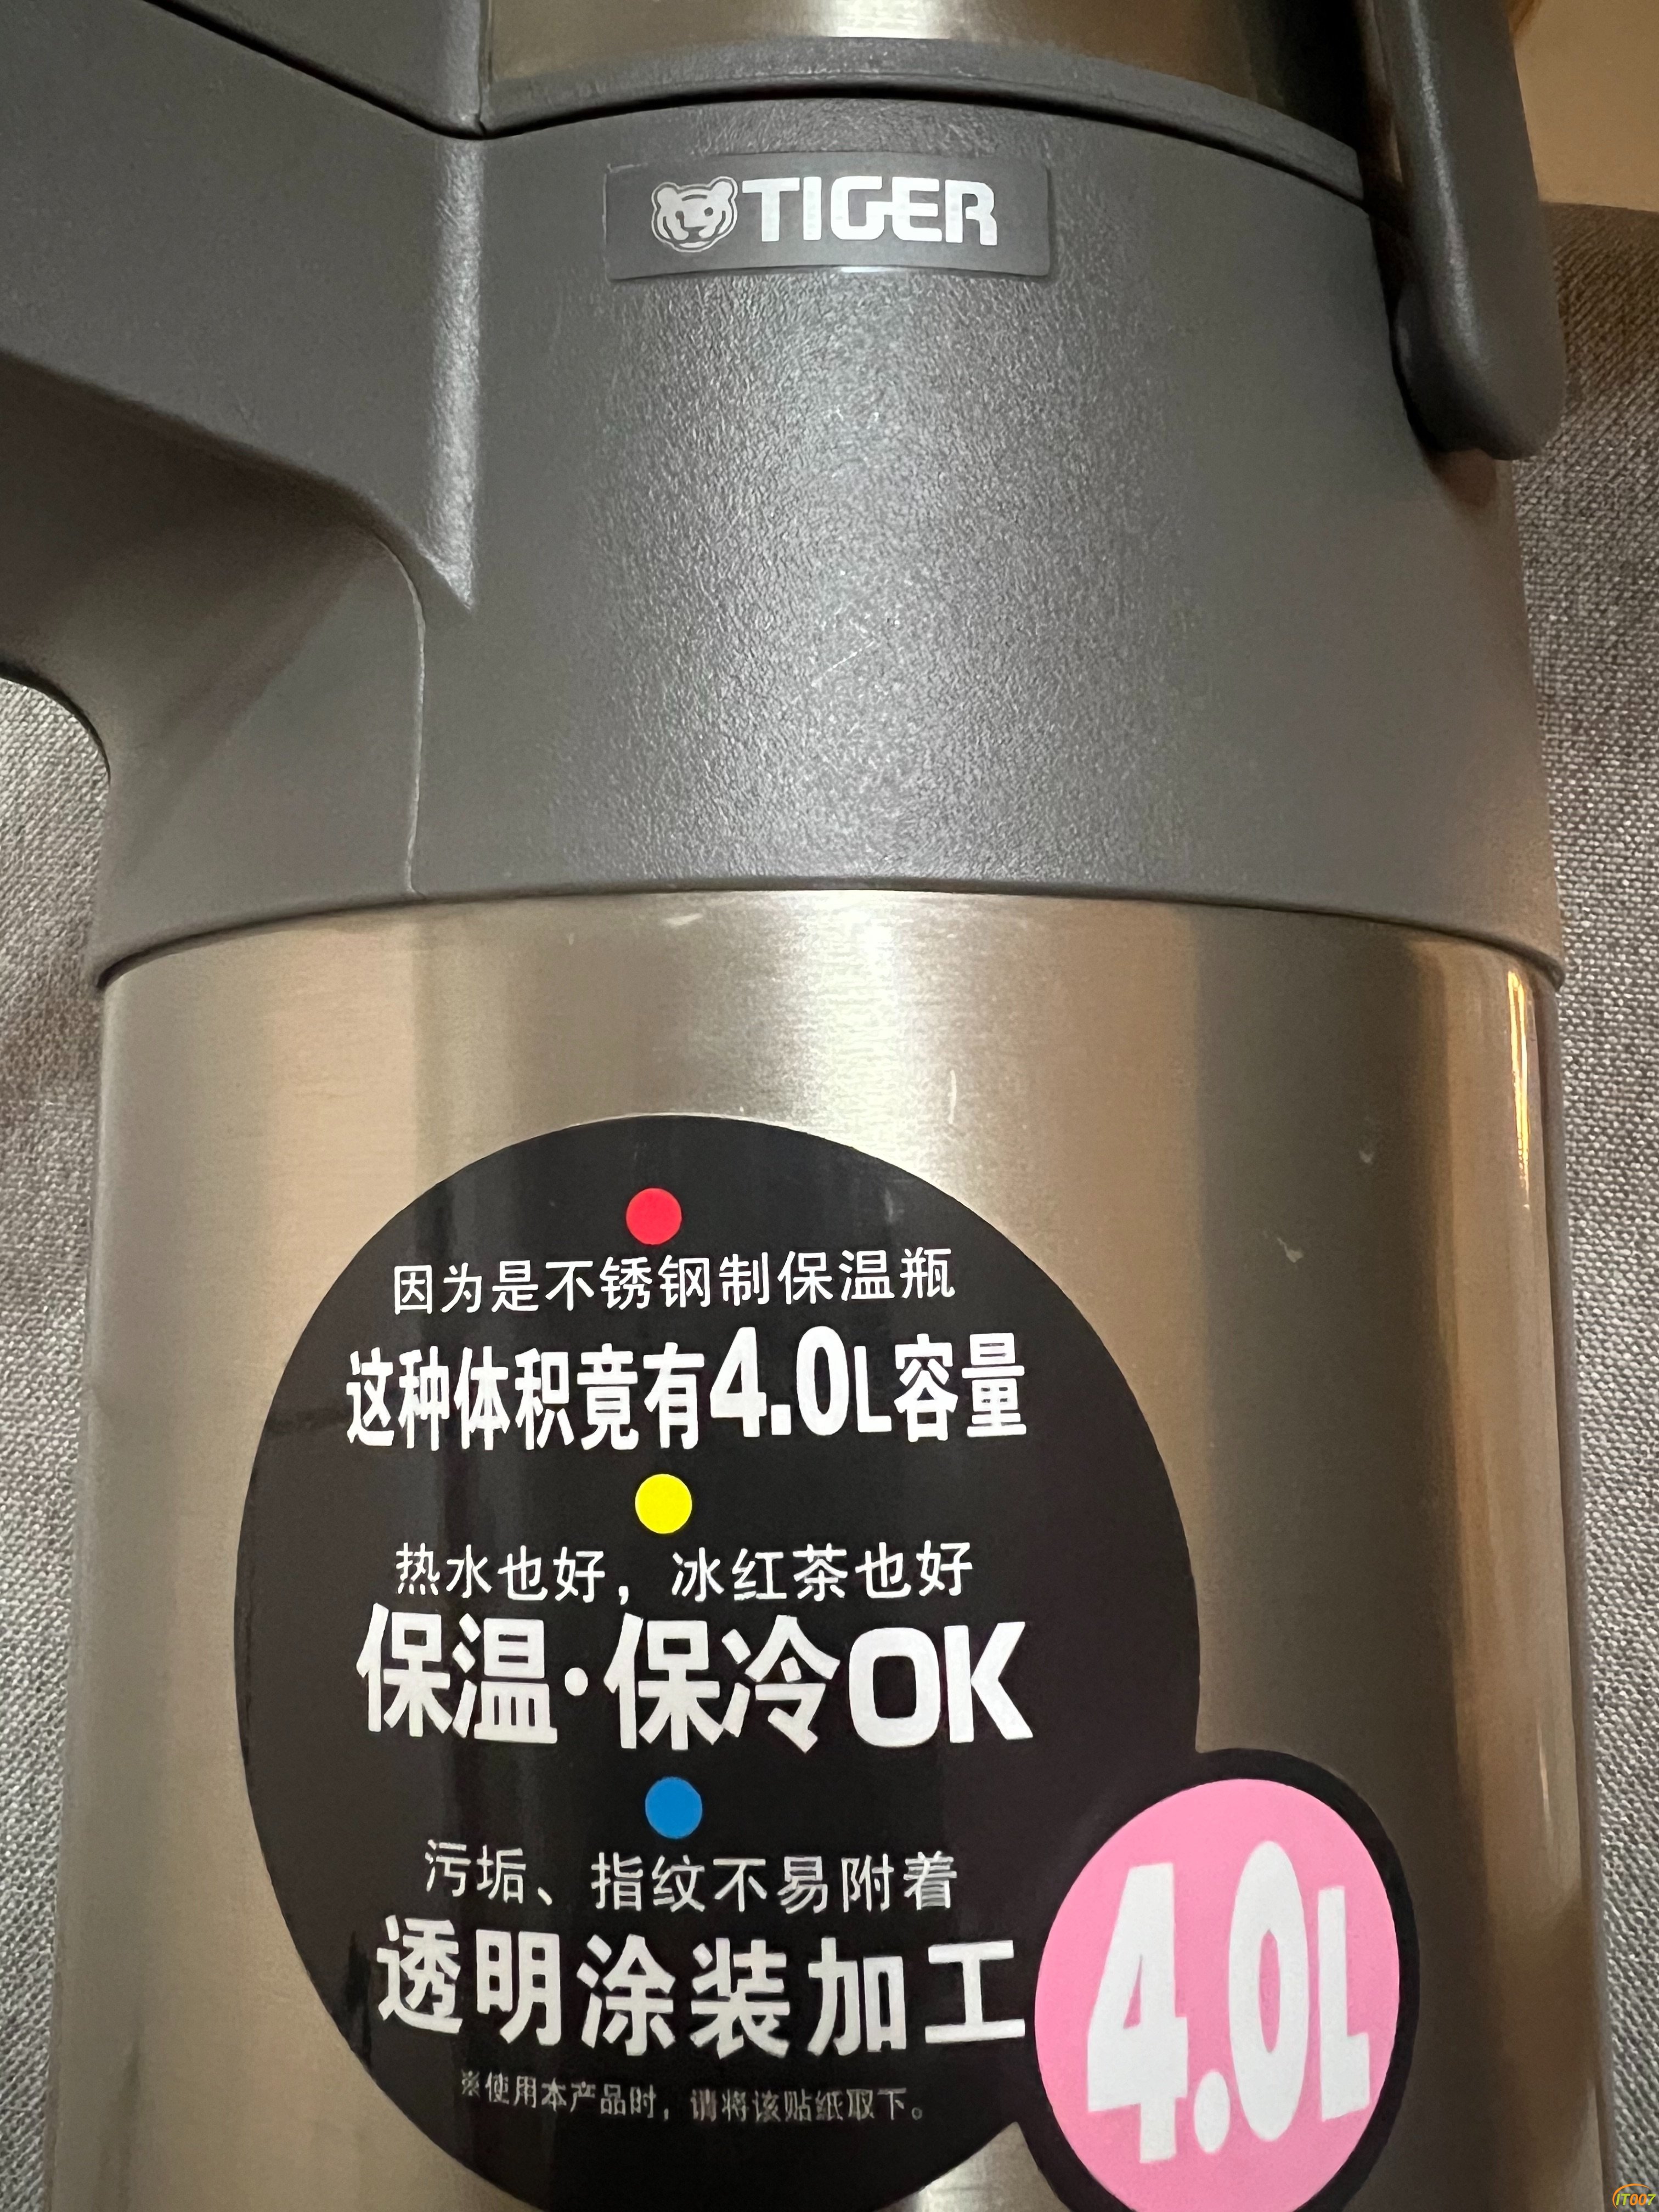 TIGER
因为是不锈钢制保温瓶
这种体积竟有4.0L容量
热水也好，冰红茶也好
保温·保冷OK
污垢、指纹不易附着
透明涂装加工
※使用本产品时，请将该贴纸取下。
4.0L
IT007